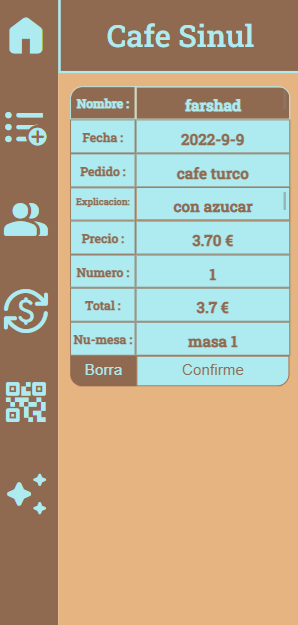 Cafe Sinul
Nombre : farshad
Fecha : 2022-9-9
Pedido : cafe turco
Explicacion: con azucar
Precio : 3.70 €
Numero : 1
Total : 3.7 €
Nu-mesa : masa 1
Borra Confirme